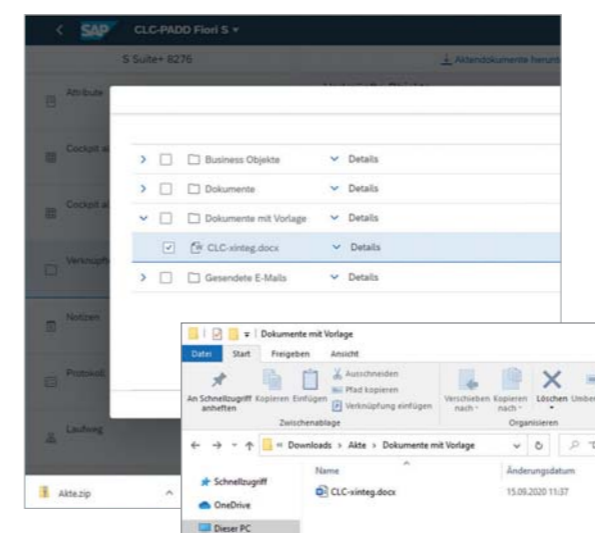 SAP CLC-PADD Fiori S
S Suite+ 8276
Aktendokumente herunt
Attribute
Cockpit al
Cockpit al
Verknüpf
Notizen
Protokoll
Laufweg
Business Objekte Details
Dokumente Details
Dokumente mit Vorlage Details
CLC-xinteg.docx Details
Gesendete E-Mails Details
Akte.zip
Dokumente mit Vorlage
Datei Start Freigeben Ansicht
An Schnellzugriff anheften
Kopieren Einfügen
Ausschneiden
Pfad kopieren
Verknüpfung einfügen
Zwischenablage
Verschieben nach
Kopieren nach
Löschen
Umber
Organisieren
« Downloads > Akte > Dokumente mit Vorlage
Name Änderungsdatum
Schnellzugriff
CLC-xinteg.docx 15.09.2020 11:37
OneDrive
Dieser PC